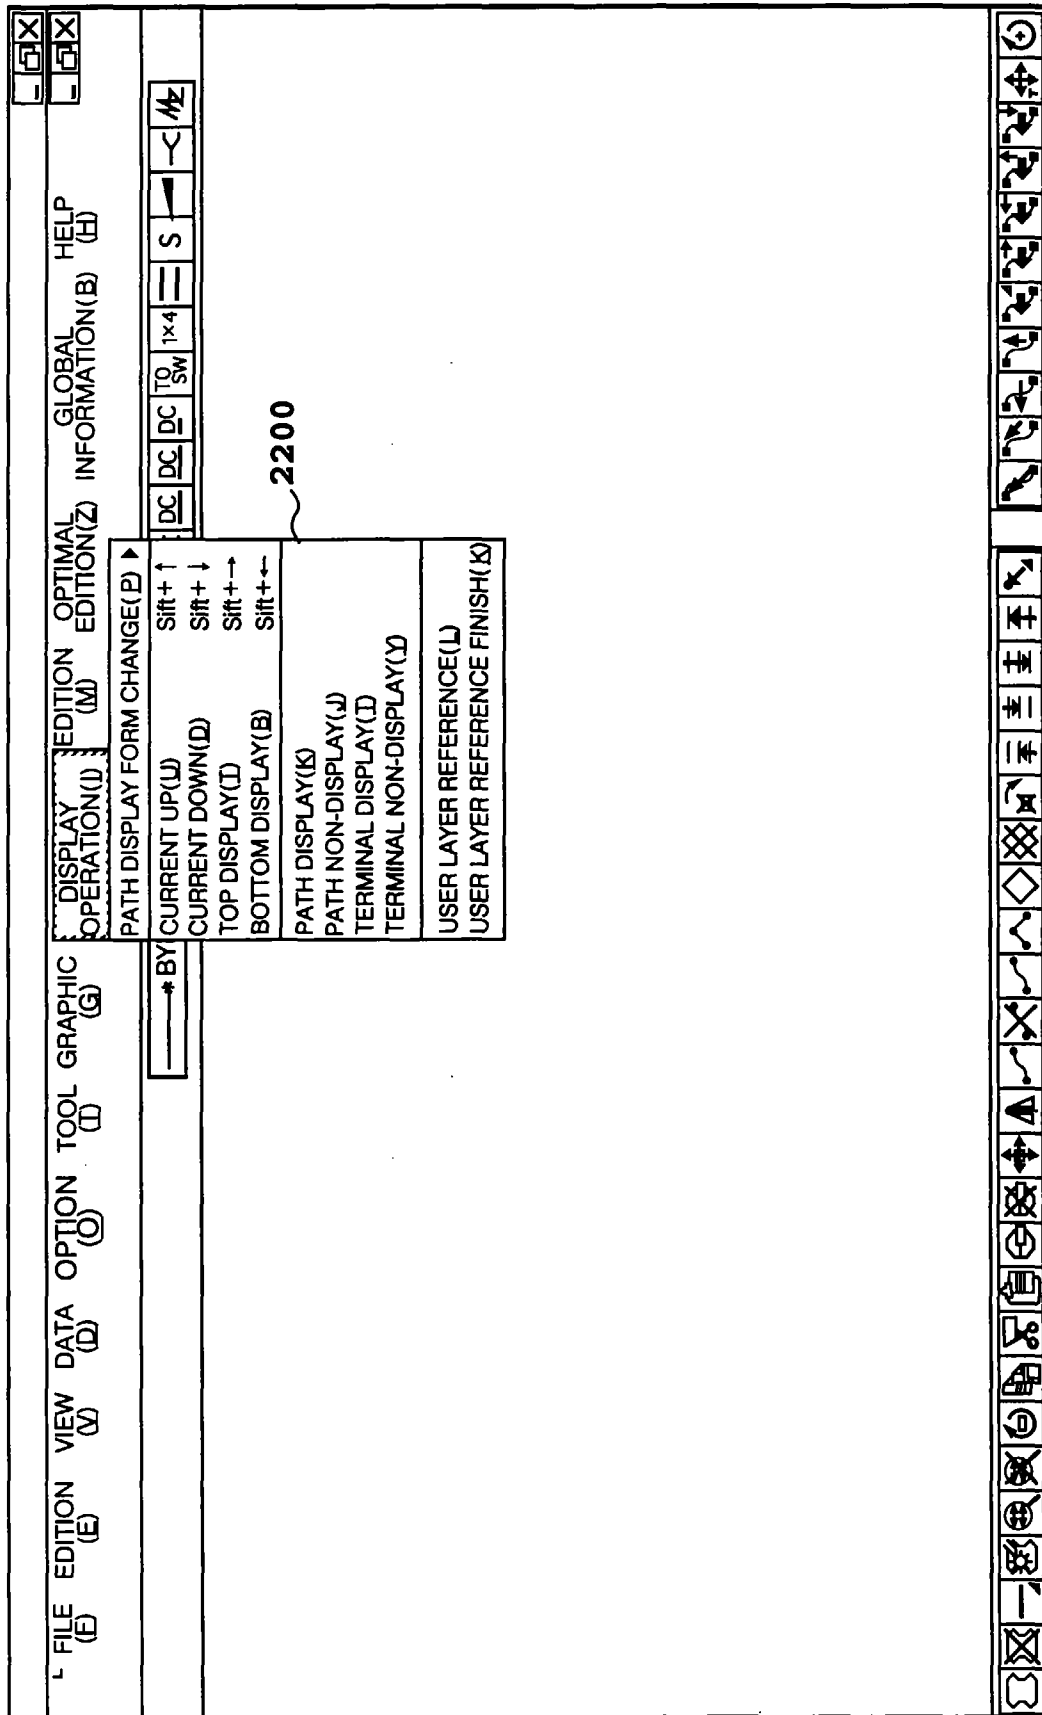 FILE (F) EDITION (E) VIEW (V) DATA (D) OPTION (O) TOOL (T) GRAPHIC (G) DISPLAY OPERATION(I) EDITION (M) OPTIMAL EDITION(Z) GLOBAL INFORMATION(B) HELP (H)
PATH DISPLAY FORM CHANGE(P)
* BY DC DC DC TO SW 1×4 S
CURRENT UP(U) Sift+ ↑
CURRENT DOWN(D) Sift+ ↓
TOP DISPLAY(T) Sift+→
BOTTOM DISPLAY(B) Sift+←
2200
PATH DISPLAY(K)
PATH NON-DISPLAY(J)
TERMINAL DISPLAY(I)
TERMINAL NON-DISPLAY(Y)
USER LAYER REFERENCE(L)
USER LAYER REFERENCE FINISH(K)